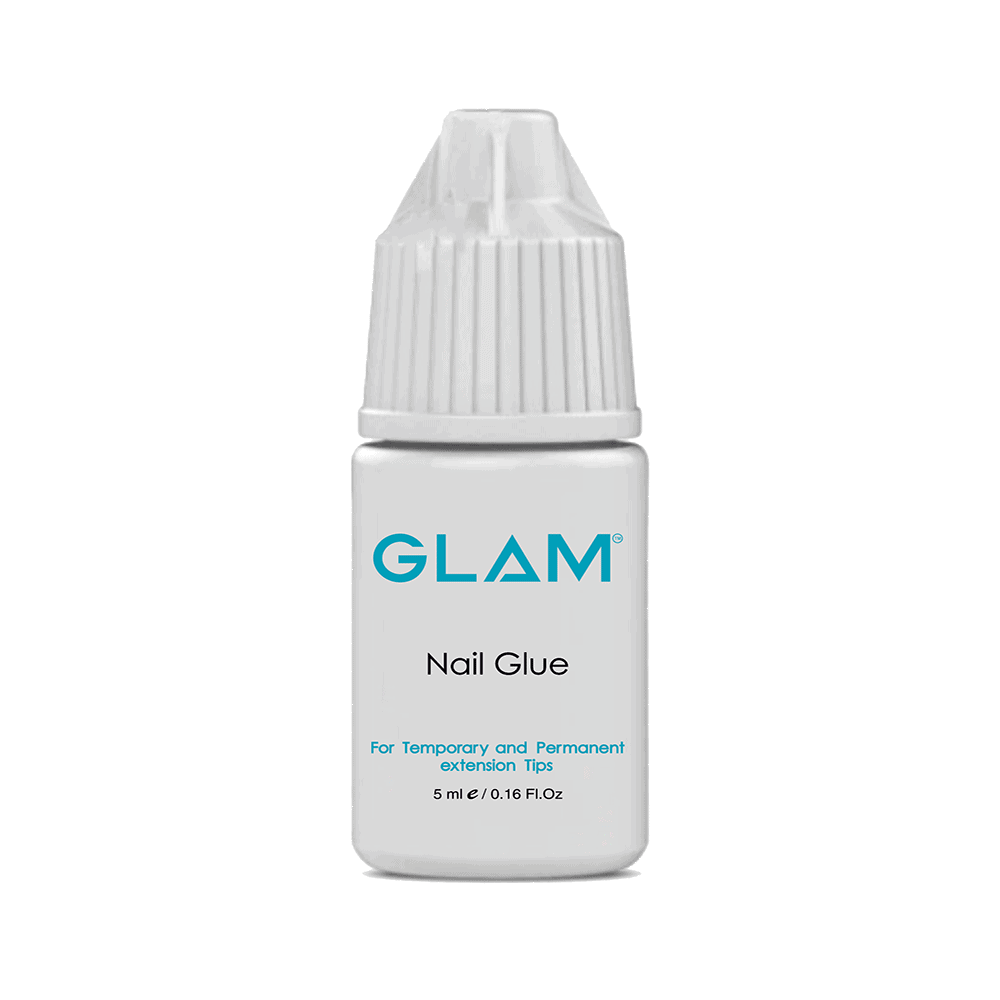 GLAM™
Nail Glue
For Temporary and Permanent
extension Tips
5 ml ℮ / 0.16 Fl.Oz